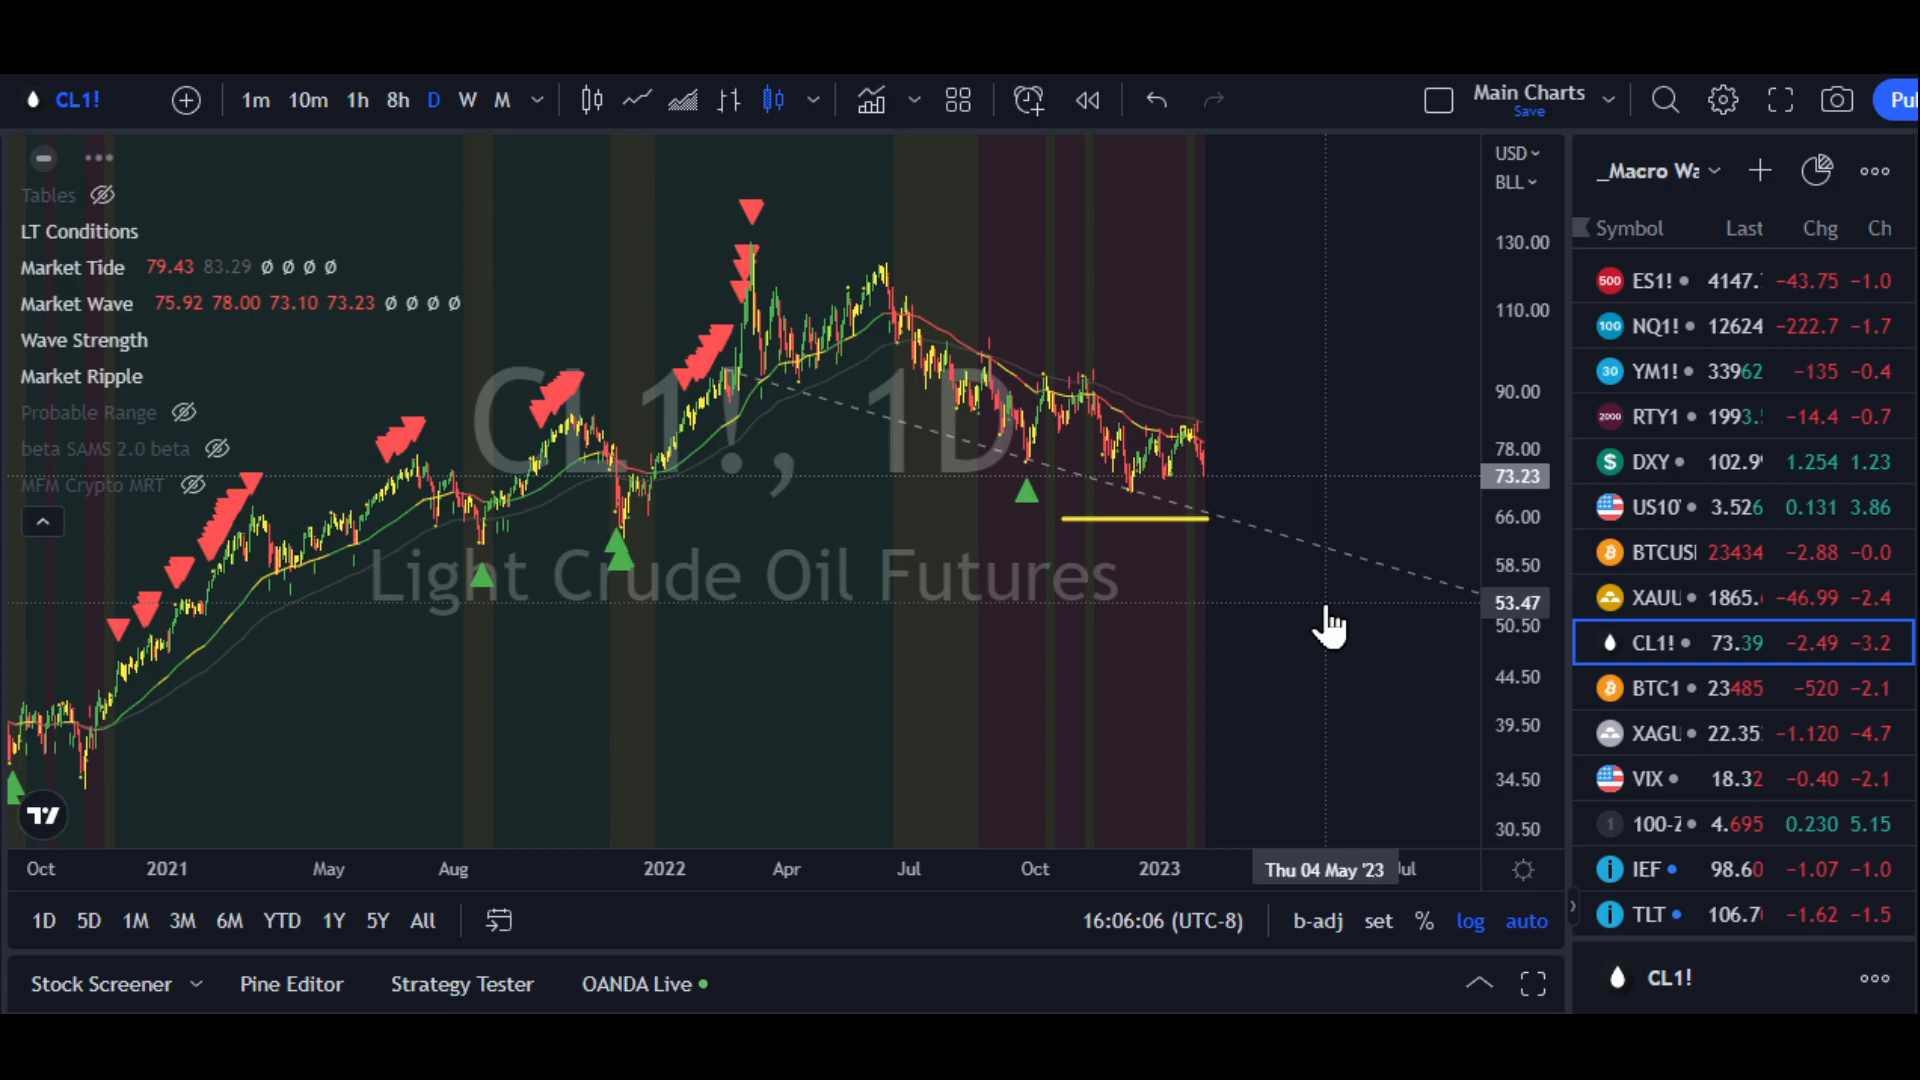 CL1! 1m 10m 1h 8h D W M Main Charts Save
USD
BLL
Tables
LT Conditions
Market Tide 79.43 83.29 Ø Ø Ø Ø
Market Wave 75.92 78.00 73.10 73.23 Ø Ø Ø Ø
Wave Strength
Market Ripple
Probable Range
beta SAMS 2.0 beta
MFM Crypto MRT
CL1!, 1D
Light Crude Oil Futures
130.00
110.00
90.00
78.00
73.23
66.00
58.50
53.47
50.50
44.50
39.50
34.50
30.50
Oct 2021 May Aug 2022 Apr Jul Oct 2023 Thu 04 May '23
1D 5D 1M 3M 6M YTD 1Y 5Y All 16:06:06 (UTC-8) b-adj set % log auto
Stock Screener Pine Editor Strategy Tester OANDA Live
_Macro Wa
Symbol Last Chg Ch
500 ES1! 4147. -43.75 -1.0
100 NQ1! 12624 -222.7 -1.7
30 YM1! 33962 -135 -0.4
2000 RTY1 1993. -14.4 -0.7
$ DXY 102.9 1.254 1.23
US10 3.526 0.131 3.86
BTCUS 23434 -2.88 -0.0
XAUU 1865. -46.99 -2.4
CL1! 73.39 -2.49 -3.2
BTC1 23485 -520 -2.1
XAGU 22.35 -1.120 -4.7
VIX 18.32 -0.40 -2.1
1 100-Z 4.695 0.230 5.15
IEF 98.60 -1.07 -1.0
TLT 106.7 -1.62 -1.5
CL1!